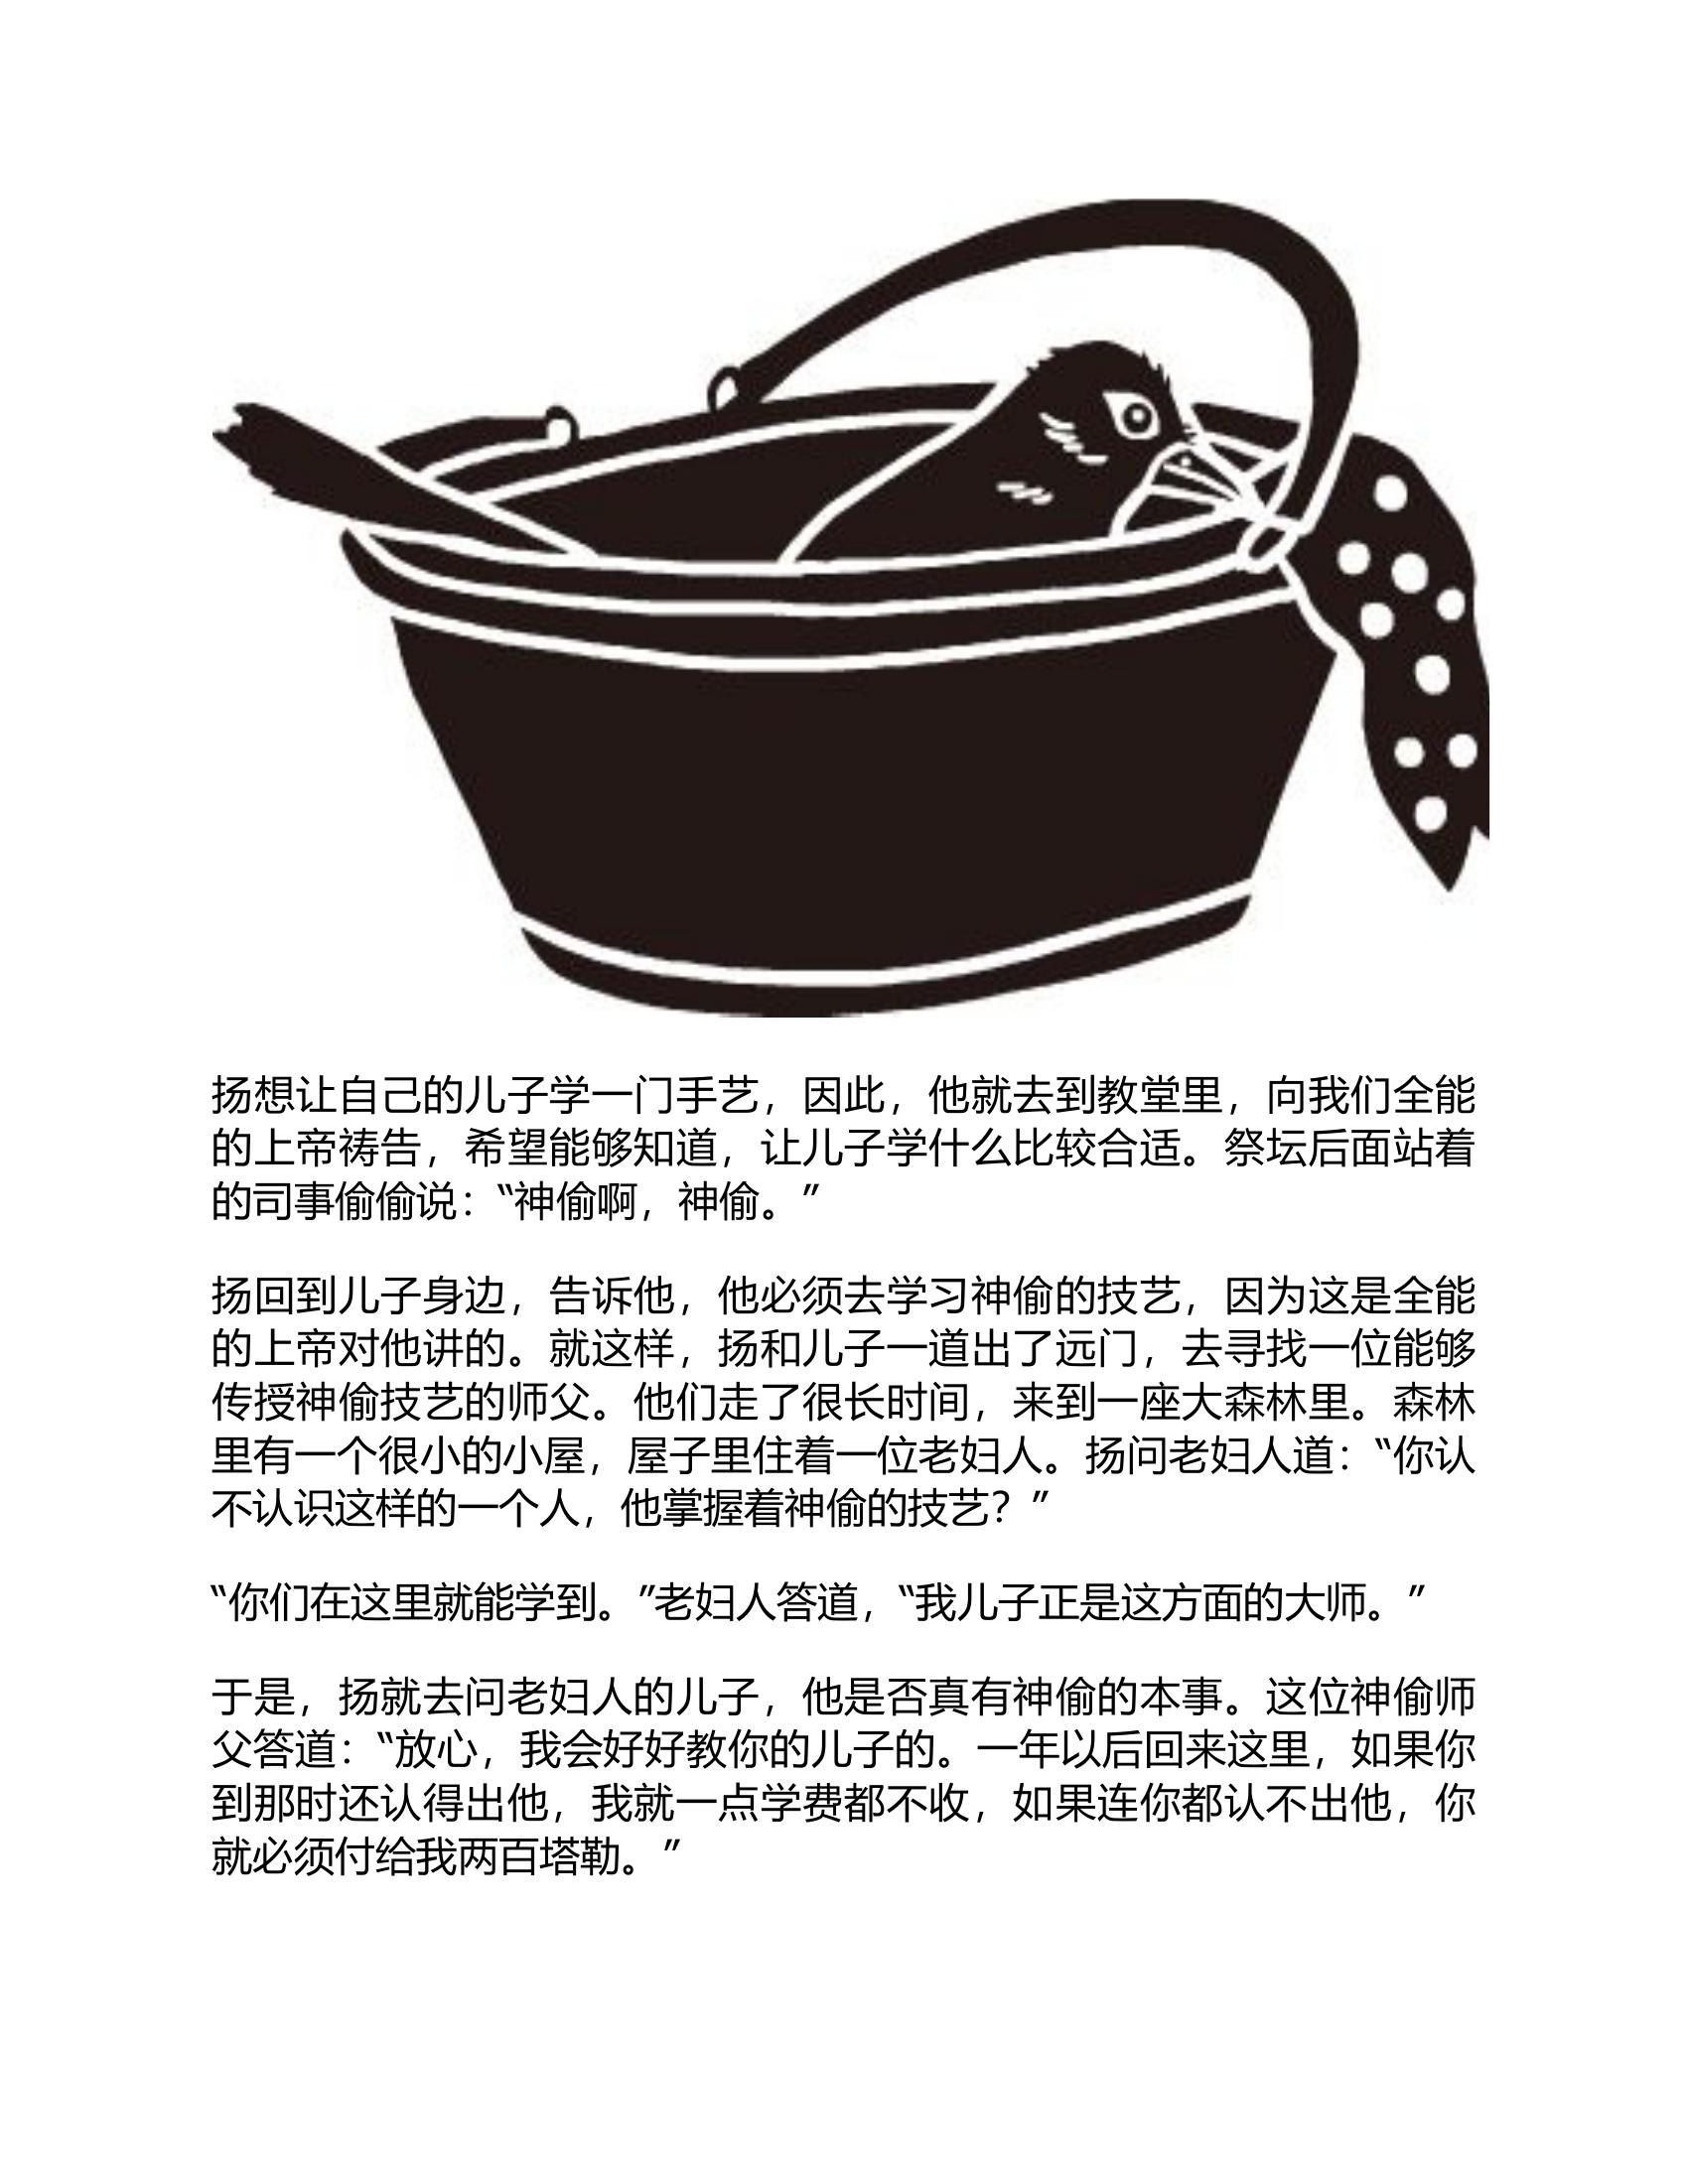 扬想让自己的儿子学一门手艺，因此，他就去到教堂里，向我们全能
的上帝祷告，希望能够知道，让儿子学什么比较合适。祭坛后面站着
的司事偷偷说：“神偷啊，神偷。”
扬回到儿子身边，告诉他，他必须去学习神偷的技艺，因为这是全能
的上帝对他讲的。就这样，扬和儿子一道出了远门，去寻找一位能够
传授神偷技艺的师父。他们走了很长时间，来到一座大森林里。森林
里有一个很小的小屋，屋子里住着一位老妇人。扬问老妇人道：“你认
不认识这样的一个人，他掌握着神偷的技艺？”
“你们在这里就能学到。”老妇人答道，“我儿子正是这方面的大师。”
于是，扬就去问老妇人的儿子，他是否真有神偷的本事。这位神偷师
父答道：“放心，我会好好教你的儿子的。一年以后回来这里，如果你
到那时还认得出他，我就一点学费都不收，如果连你都认不出他，你
就必须付给我两百塔勒。”